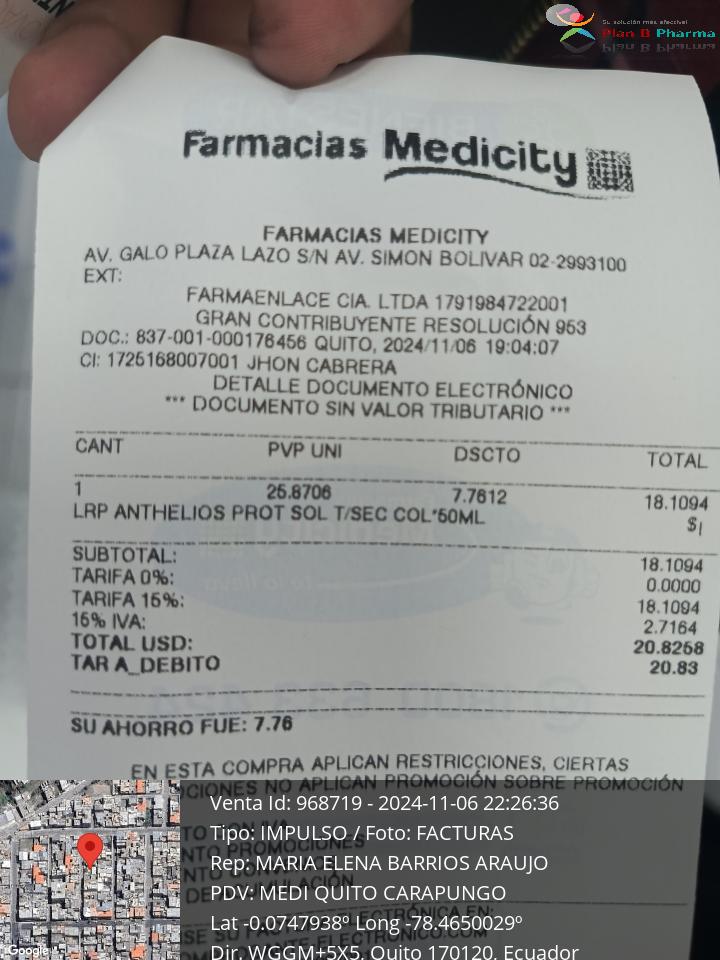 Su solución más efectiva!
Plan B Pharma
Farmacias Medicity
FARMACIAS MEDICITY
AV. GALO PLAZA LAZO S/N AV. SIMON BOLIVAR 02-2993100
EXT:
FARMAENLACE CIA. LTDA 1791984722001
GRAN CONTRIBUYENTE RESOLUCIÓN 953
DOC.: 837-001-000176456 QUITO, 2024/11/06 19:04:07
CI: 1725168007001 JHON CABRERA
DETALLE DOCUMENTO ELECTRÓNICO
*** DOCUMENTO SIN VALOR TRIBUTARIO ***
CANT PVP UNI DSCTO TOTAL
1 25.8706 7.7612 18.1094
LRP ANTHELIOS PROT SOL T/SEC COL*50ML $|
SUBTOTAL: 18.1094
TARIFA 0%: 0.0000
TARIFA 15%: 18.1094
15% IVA: 2.7164
TOTAL USD: 20.8258
TAR A_DEBITO 20.83
SU AHORRO FUE: 7.76
EN ESTA COMPRA APLICAN RESTRICCIONES, CIERTAS
CIONES NO APLICAN PROMOCIÓN SOBRE PROMOCIÓN
PROMOCIONES
Venta Id: 968719 - 2024-11-06 22:26:36
Tipo: IMPULSO / Foto: FACTURAS
Rep: MARIA ELENA BARRIOS ARAUJO
PDV: MEDI QUITO CARAPUNGO
Lat -0.0747938º Long -78.4650029º
Dir. WGGM+5X5, Quito 170120, Ecuador
Google